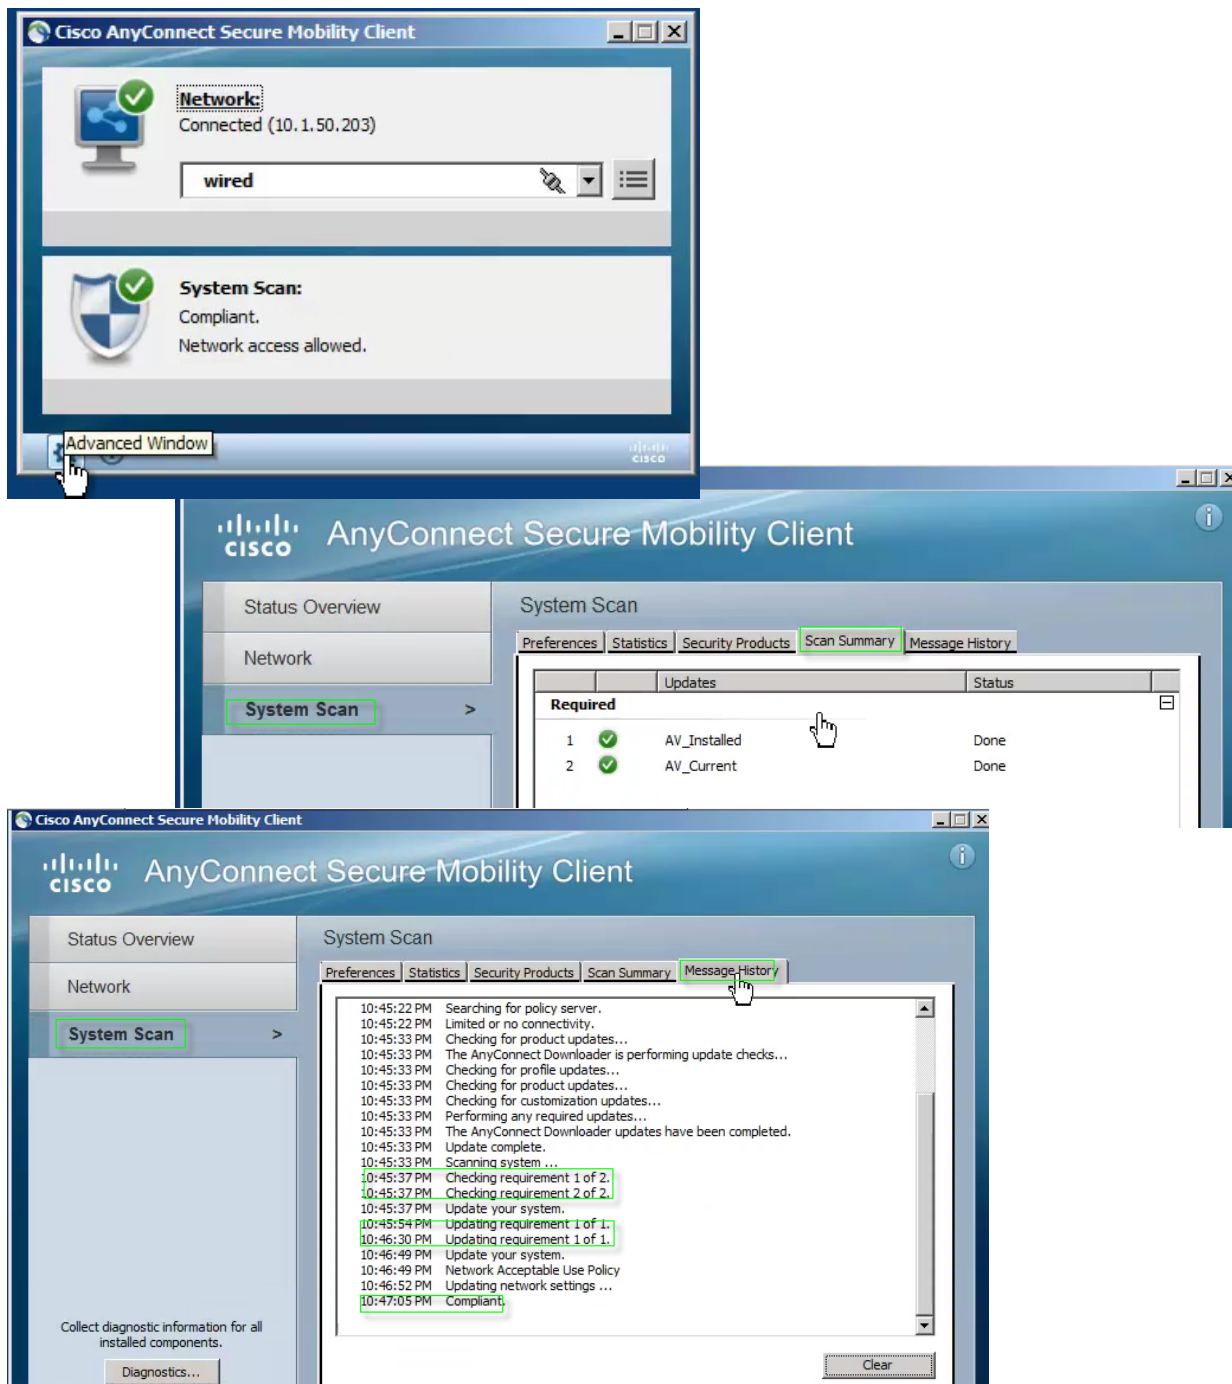 Cisco AnyConnect Secure Mobility Client
Network:
Connected (10.1.50.203)
wired
System Scan:
Compliant.
Network access allowed.
Advanced Window
CISCO
CISCO
AnyConnect Secure Mobility Client
Status Overview
Network
System Scan >
System Scan
Preferences Statistics Security Products Scan Summary Message History
Updates Status
Required
1 AV_Installed Done
2 AV_Current Done
Cisco AnyConnect Secure Mobility Client
CISCO
AnyConnect Secure Mobility Client
Status Overview
Network
System Scan >
System Scan
Preferences Statistics Security Products Scan Summary Message History
10:45:22 PM Searching for policy server.
10:45:22 PM Limited or no connectivity.
10:45:33 PM Checking for product updates...
10:45:33 PM The AnyConnect Downloader is performing update checks...
10:45:33 PM Checking for profile updates...
10:45:33 PM Checking for product updates...
10:45:33 PM Checking for customization updates...
10:45:33 PM Performing any required updates...
10:45:33 PM The AnyConnect Downloader updates have been completed.
10:45:33 PM Update complete.
10:45:33 PM Scanning system ...
10:45:37 PM Checking requirement 1 of 2.
10:45:37 PM Checking requirement 2 of 2.
10:45:37 PM Update your system.
10:45:54 PM Updating requirement 1 of 1.
10:46:30 PM Updating requirement 1 of 1.
10:46:49 PM Update your system.
10:46:49 PM Network Acceptable Use Policy
10:46:52 PM Updating network settings ...
10:47:05 PM Compliant.
Collect diagnostic information for all
installed components.
Diagnostics...
Clear